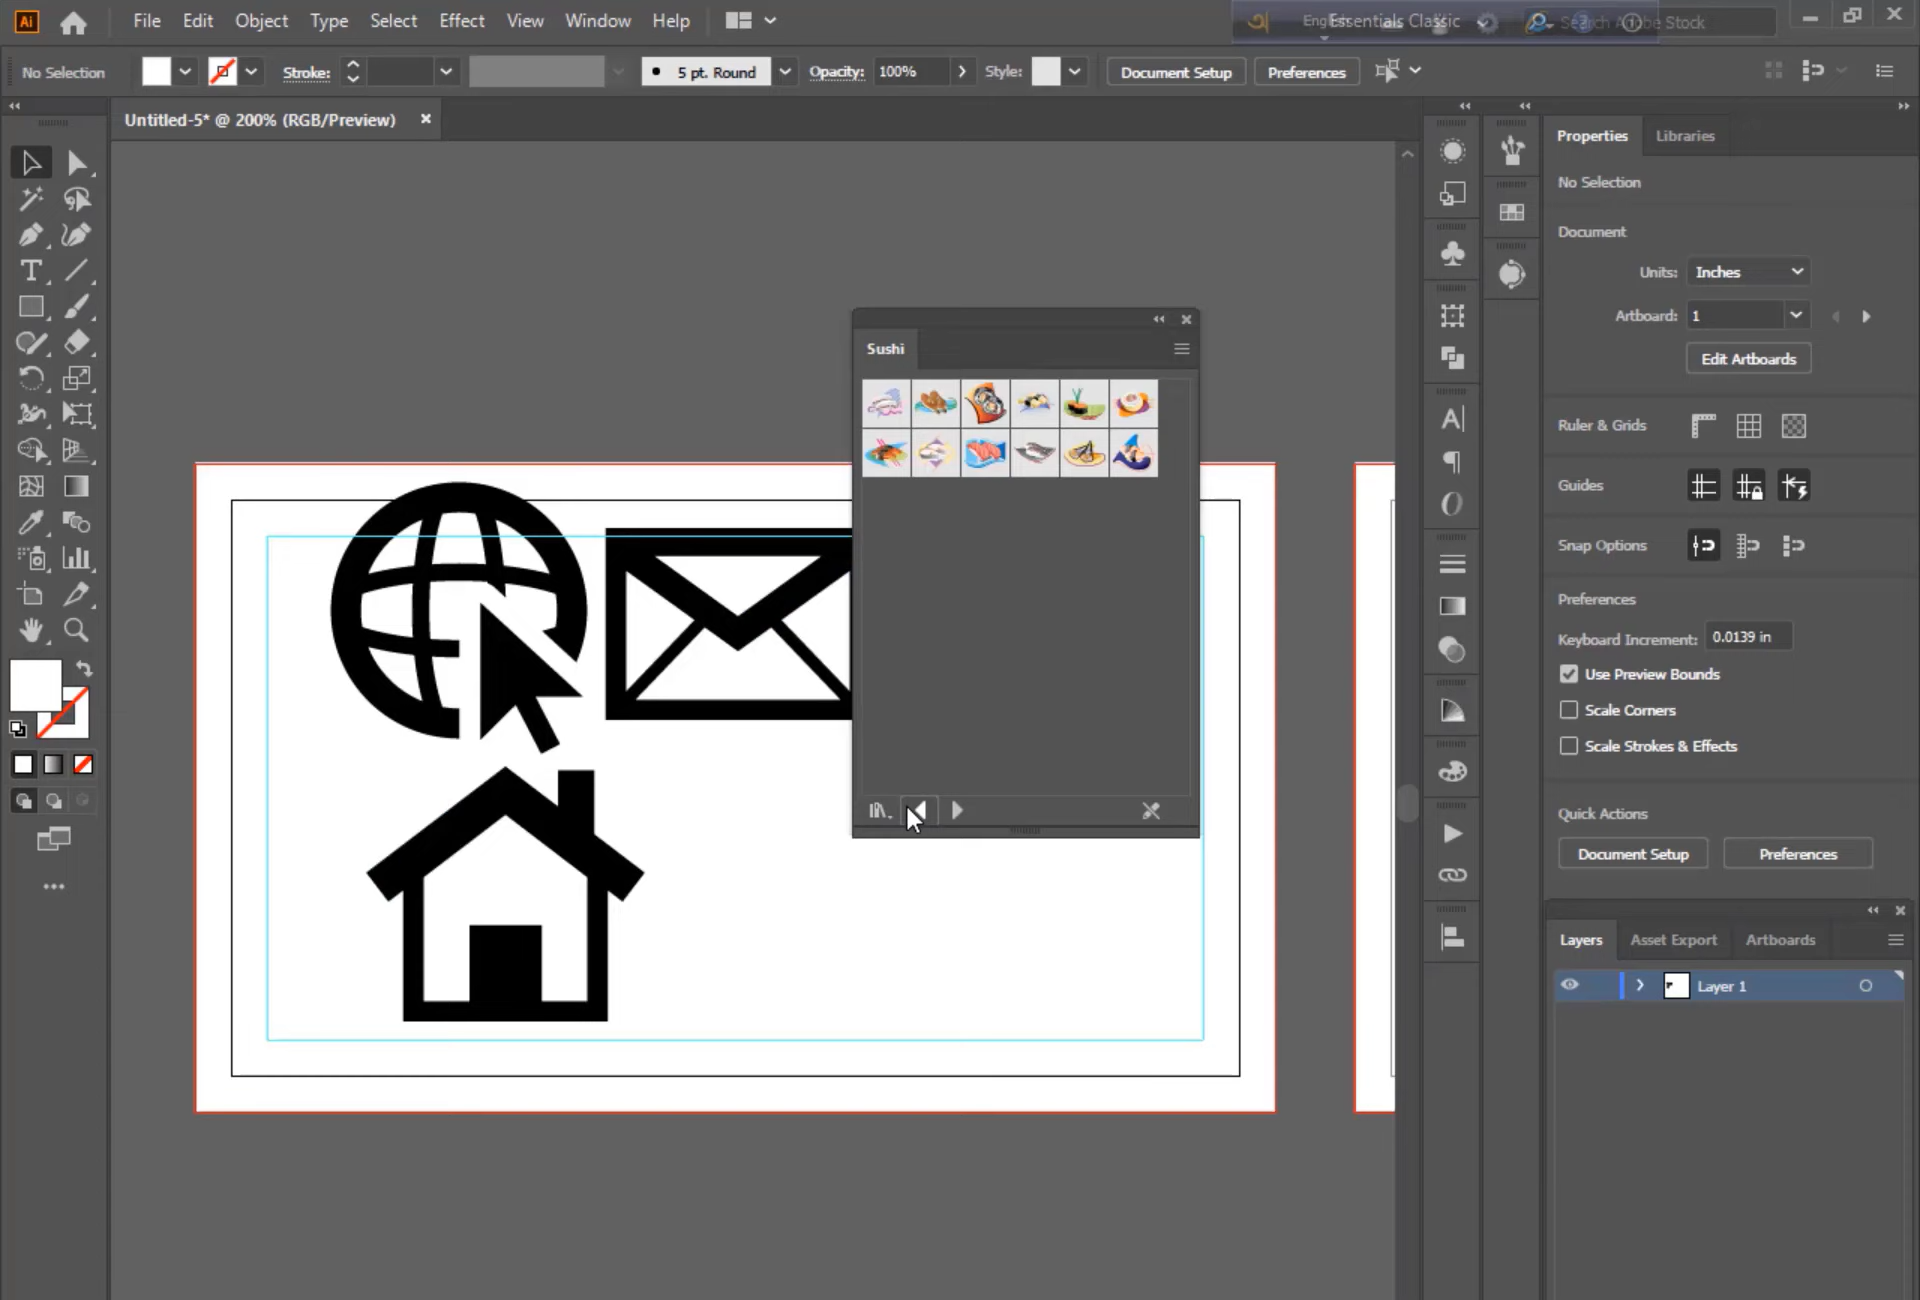 Ai File Edit Object Type Select Effect View Window Help English Essentials Classic Search Adobe Stock
No Selection Stroke: 5 pt. Round Opacity: 100% Style: Document Setup Preferences
Untitled-5* @ 200% (RGB/Preview)
Properties Libraries
No Selection
Document
Units: Inches
Artboard: 1
Edit Artboards
Ruler & Grids
Guides
Snap Options
Preferences
Keyboard Increment: 0.0139 in
Use Preview Bounds
Scale Corners
Scale Strokes & Effects
Quick Actions
Document Setup Preferences
Layers Asset Export Artboards
Layer 1
Sushi